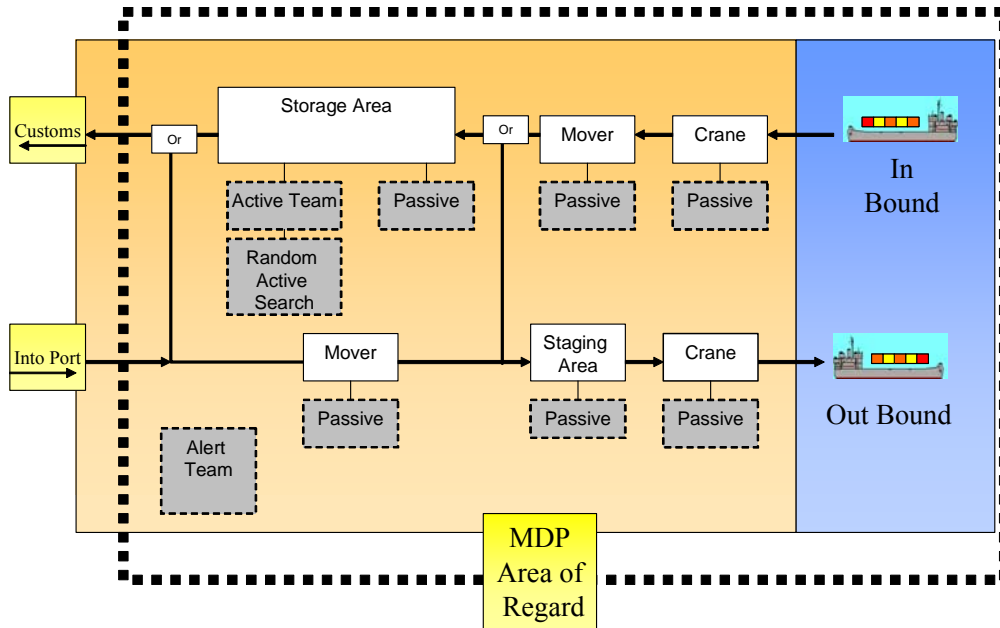 Storage Area
Customs
Or
Or
Mover
Crane
In
Bound
Active Team
Passive
Passive
Passive
Random
Active
Search
Into Port
Mover
Staging
Area
Crane
Passive
Passive
Passive
Out Bound
Alert
Team
MDP
Area of
Regard